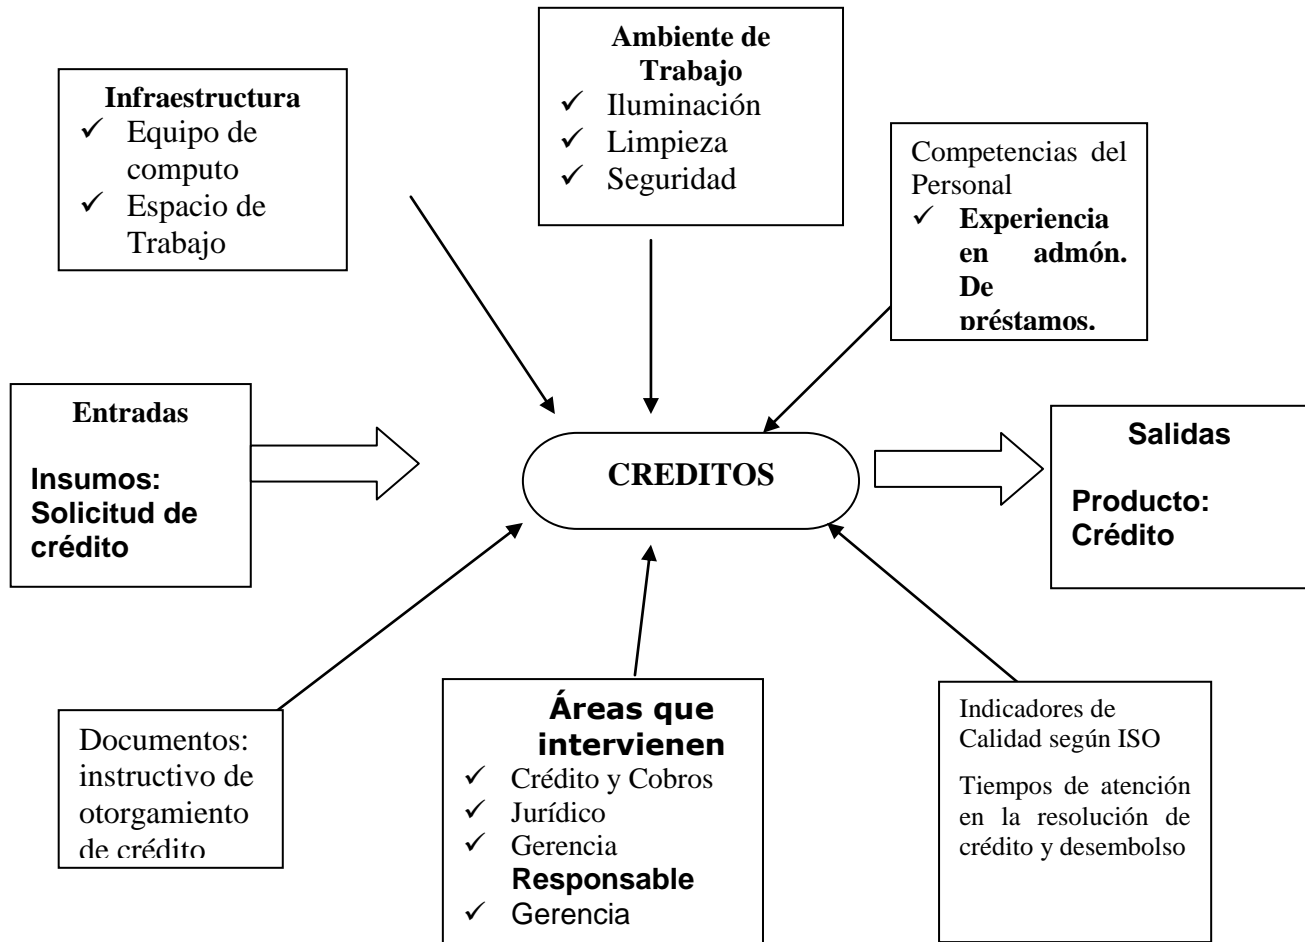 Ambiente de
Trabajo
✓ Iluminación
✓ Limpieza
✓ Seguridad
Infraestructura
✓ Equipo de
computo
✓ Espacio de
Trabajo
Competencias del
Personal
✓ Experiencia
en admón.
De
préstamos.
Entradas
Insumos:
Solicitud de
crédito
CREDITOS
Salidas
Producto:
Crédito
Documentos:
instructivo de
otorgamiento
de crédito
Áreas que
intervienen
✓ Crédito y Cobros
✓ Jurídico
✓ Gerencia
Responsable
✓ Gerencia
Indicadores de
Calidad según ISO
Tiempos de atención
en la resolución de
crédito y desembolso